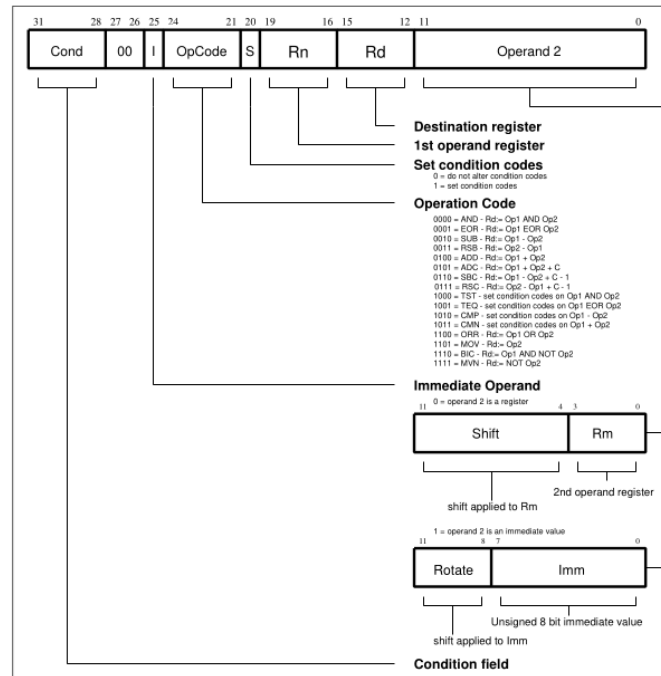 31 28 27 26 25 24 21 20 19 16 15 12 11 0
Cond 00 I OpCode S Rn Rd Operand 2
Destination register
1st operand register
Set condition codes
0 = do not alter condition codes
1 = set condition codes
Operation Code
0000 = AND - Rd:= Op1 AND Op2
0001 = EOR - Rd:= Op1 EOR Op2
0010 = SUB - Rd:= Op1 - Op2
0011 = RSB - Rd:= Op2 - Op1
0100 = ADD - Rd:= Op1 + Op2
0101 = ADC - Rd:= Op1 + Op2 + C
0110 = SBC - Rd:= Op1 - Op2 + C - 1
0111 = RSC - Rd:= Op2 - Op1 + C - 1
1000 = TST - set condition codes on Op1 AND Op2
1001 = TEQ - set condition codes on Op1 EOR Op2
1010 = CMP - set condition codes on Op1 - Op2
1011 = CMN - set condition codes on Op1 + Op2
1100 = ORR - Rd:= Op1 OR Op2
1101 = MOV - Rd:= Op2
1110 = BIC - Rd:= Op1 AND NOT Op2
1111 = MVN - Rd:= NOT Op2
Immediate Operand
0 = operand 2 is a register
11 4 3 0
Shift Rm
2nd operand register
shift applied to Rm
1 = operand 2 is an immediate value
11 8 7 0
Rotate Imm
Unsigned 8 bit immediate value
shift applied to Imm
Condition field